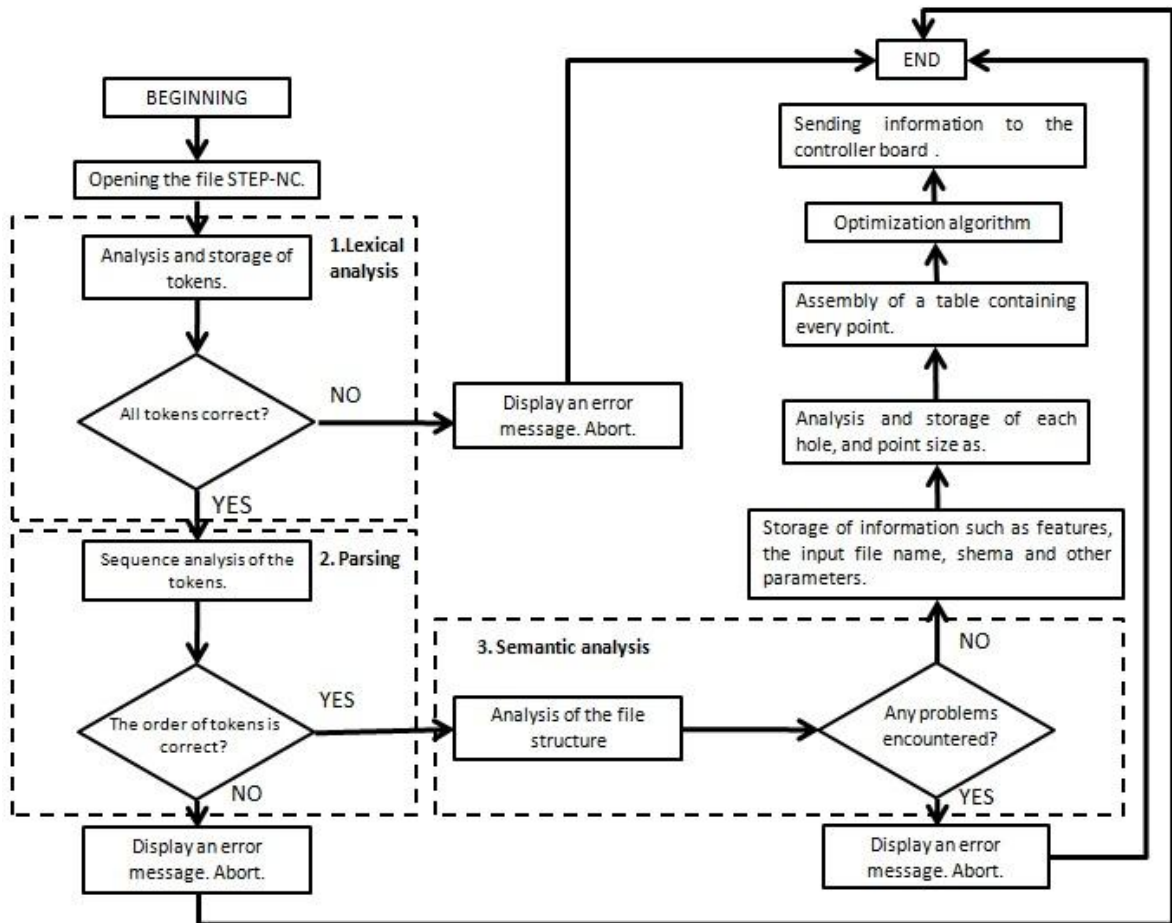 BEGINNING
Opening the file STEP-NC.
1.Lexical
analysis
Analysis and storage of
tokens.
All tokens correct?
NO
YES
Display an error
message. Abort.
2. Parsing
Sequence analysis of the
tokens.
The order of tokens is
correct?
YES
NO
Display an error
message. Abort.
3. Semantic analysis
Analysis of the file
structure
Any problems
encountered?
NO
YES
Display an error
message. Abort.
Storage of information such as features,
the input file name, shema and other
parameters.
Analysis and storage of each
hole, and point size as.
Assembly of a table containing
every point.
Optimization algorithm
Sending information to the
controller board .
END